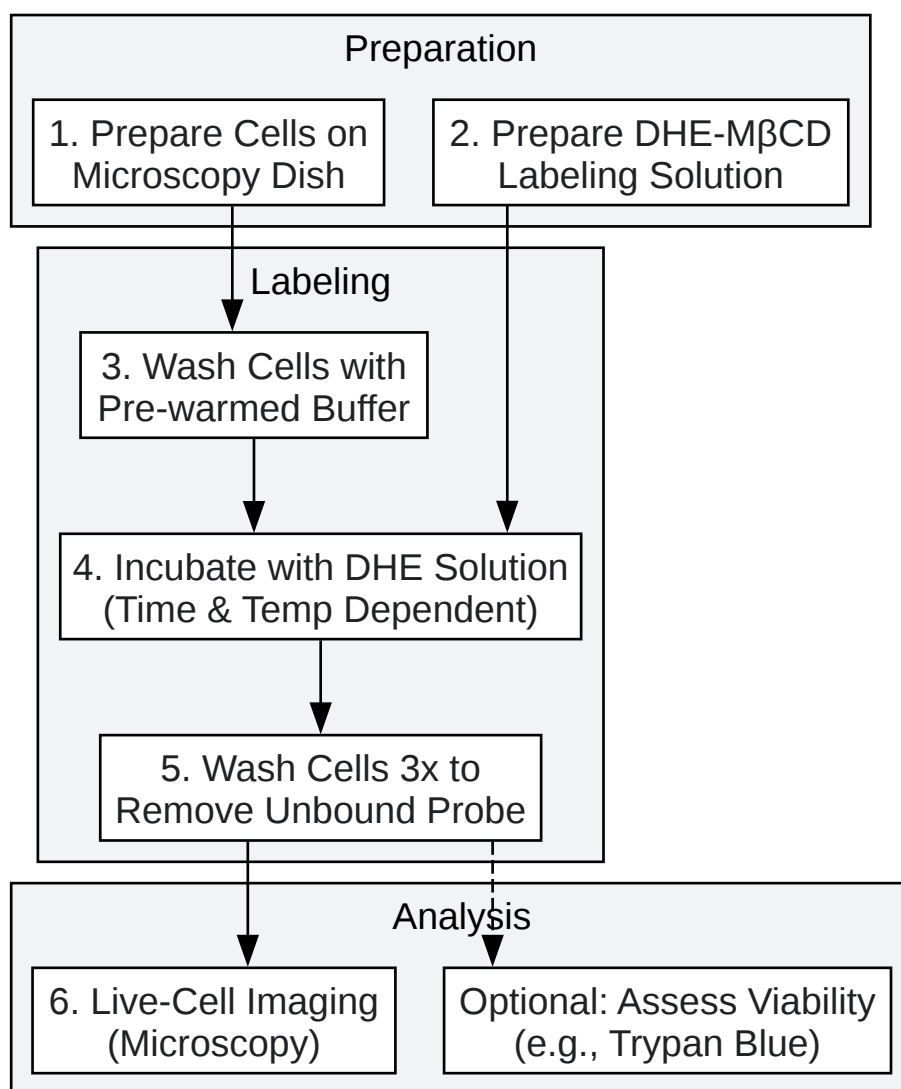 Preparation
1. Prepare Cells on
Microscopy Dish
2. Prepare DHE-MβCD
Labeling Solution
Labeling
3. Wash Cells with
Pre-warmed Buffer
4. Incubate with DHE Solution
(Time & Temp Dependent)
5. Wash Cells 3x to
Remove Unbound Probe
Analysis
6. Live-Cell Imaging
(Microscopy)
Optional: Assess Viability
(e.g., Trypan Blue)